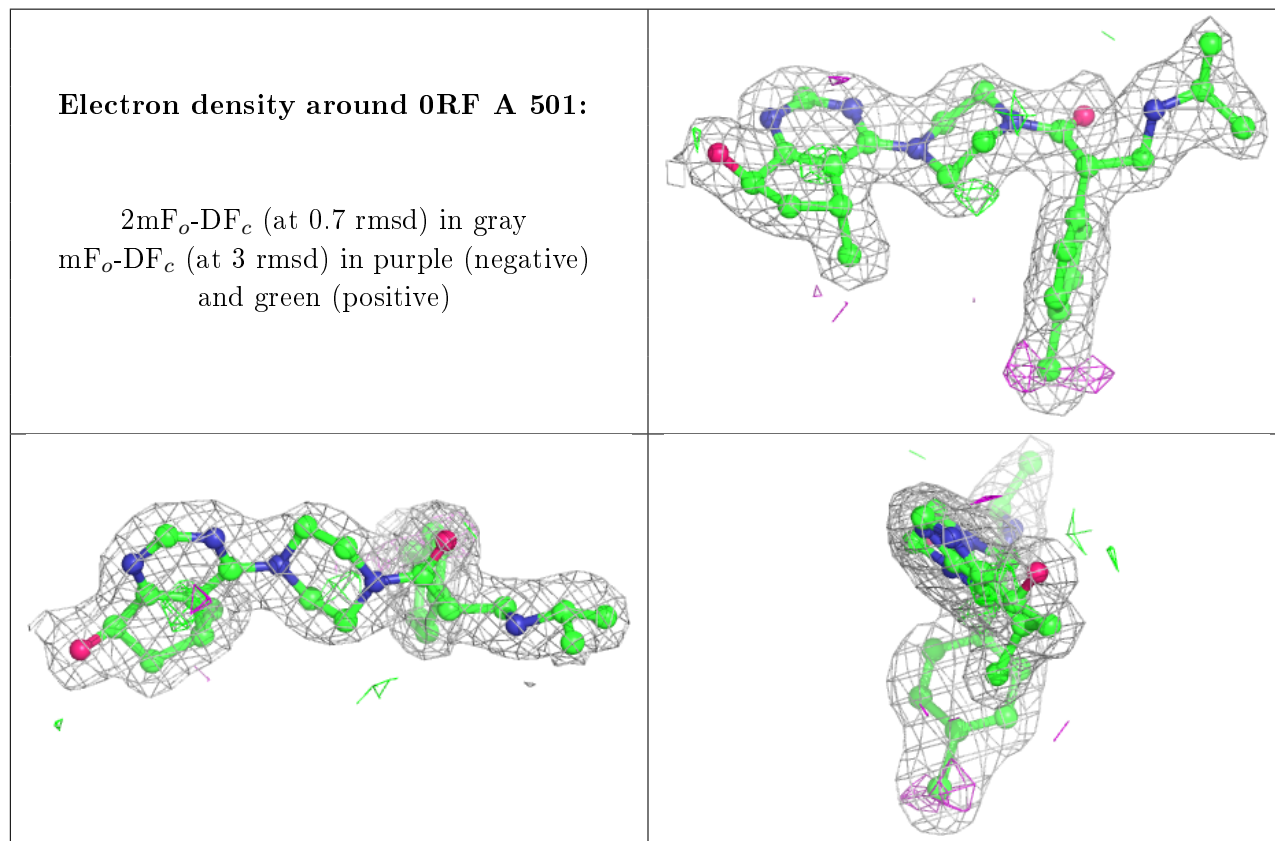 Electron density around 0RF A 501:
2mFₒ-DF𝒸 (at 0.7 rmsd) in gray
mFₒ-DF𝒸 (at 3 rmsd) in purple (negative)
and green (positive)